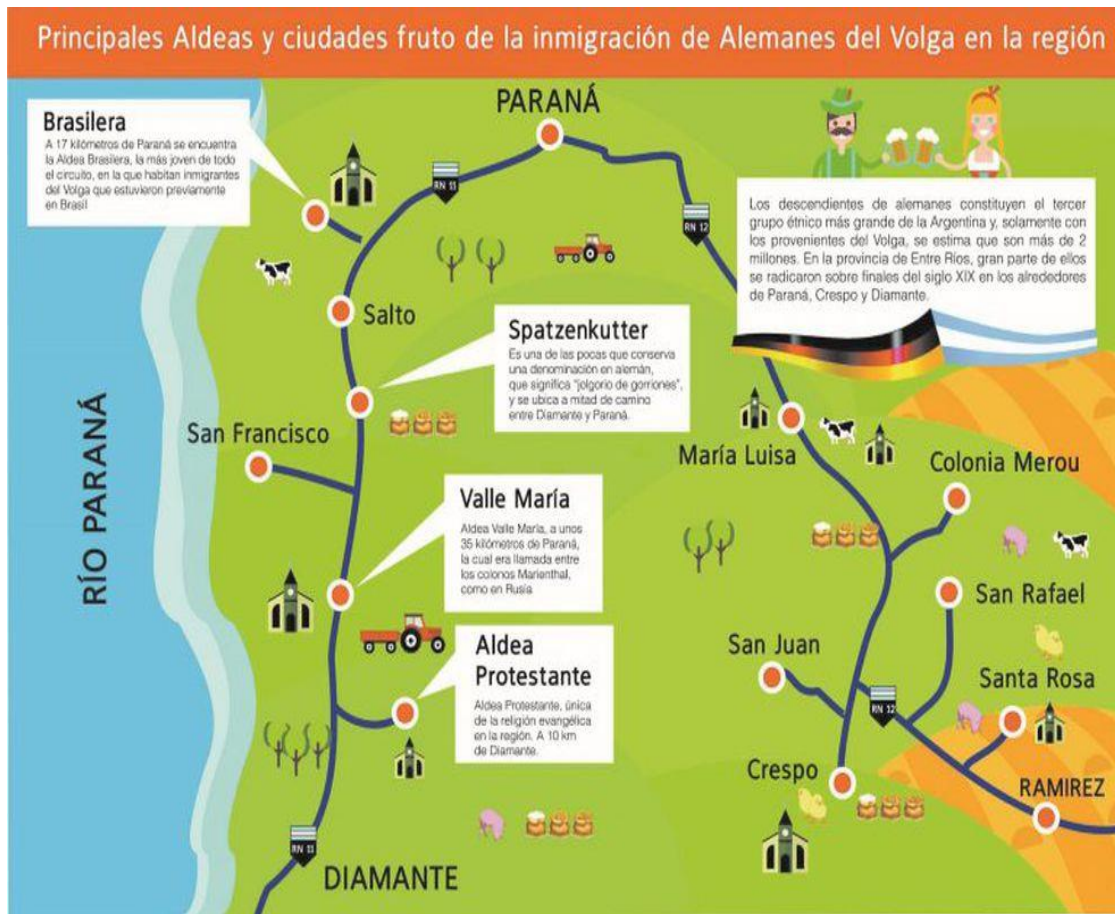 Principales Aldeas y ciudades fruto de la inmigración de Alemanes del Volga en la región
PARANÁ
Brasilera
A 17 kilómetros de Paraná se encuentra
la Aldea Brasilera, la más joven de todo
el circuito, en la que habitan inmigrantes
del Volga que estuvieron previamente
en Brasil
RN 11
RN 12
Los descendientes de alemanes constituyen el tercer
grupo étnico más grande de la Argentina y, solamente con
los provenientes del Volga, se estima que son más de 2
millones. En la provincia de Entre Ríos, gran parte de ellos
se radicaron sobre finales del siglo XIX en los alrededores
de Paraná, Crespo y Diamante.
Salto
Spatzenkutter
Es una de las pocas que conserva
una denominación en alemán,
que significa "jolgorio de gorriones",
y se ubica a mitad de camino
entre Diamante y Paraná.
San Francisco
María Luisa
Colonia Merou
RÍO PARANÁ
Valle María
Aldea Valle María, a unos
35 kilómetros de Paraná,
la cual era llamada entre
los colonos Marienthal,
como en Rusia
San Rafael
Aldea
Protestante
Aldea Protestante, única
de la religión evangélica
en la región. A 10 km
de Diamante.
San Juan
Santa Rosa
RN 12
Crespo
RAMIREZ
RN 11
DIAMANTE